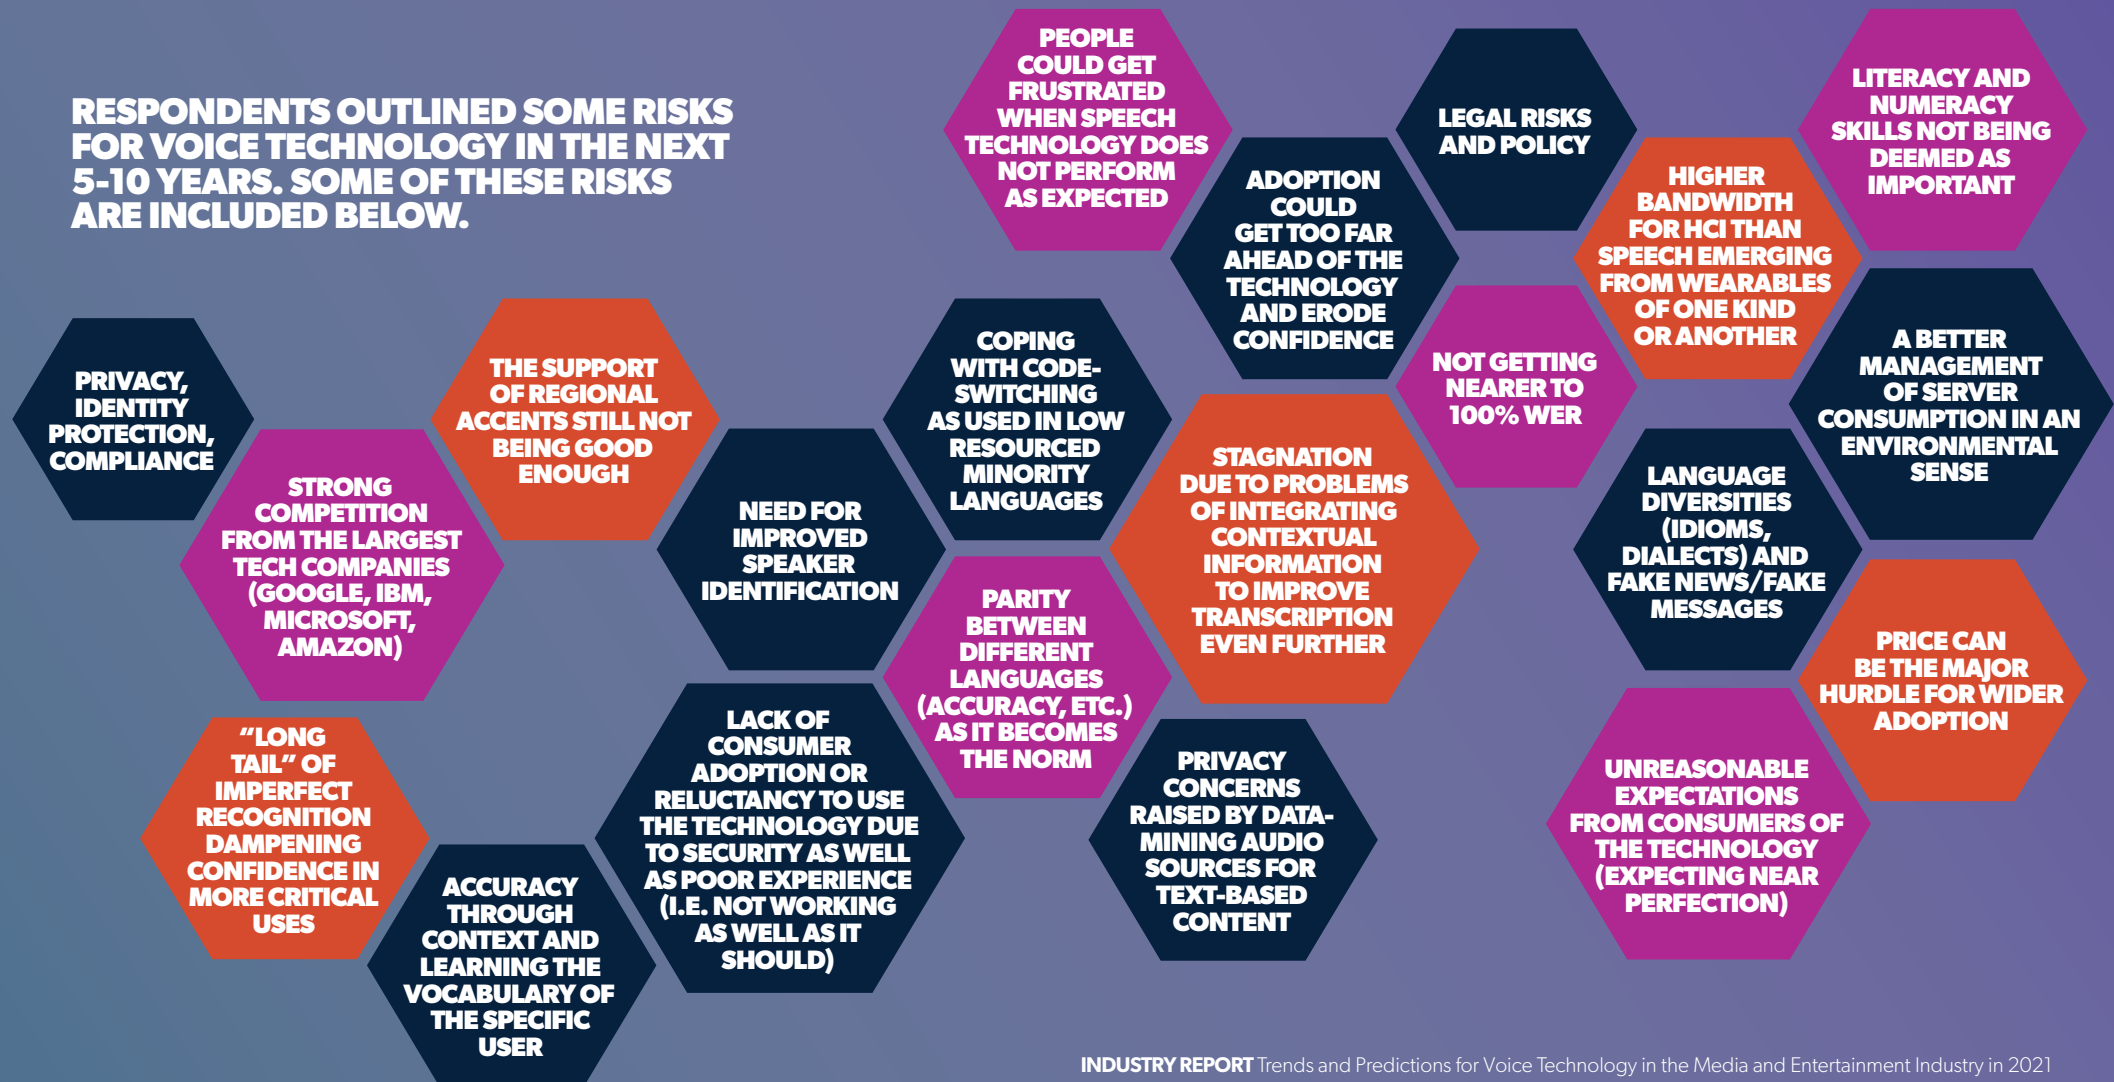 RESPONDENTS OUTLINED SOME RISKS
FOR VOICE TECHNOLOGY IN THE NEXT
5-10 YEARS. SOME OF THESE RISKS
ARE INCLUDED BELOW.
PRIVACY,
IDENTITY
PROTECTION,
COMPLIANCE
STRONG
COMPETITION
FROM THE LARGEST
TECH COMPANIES
(GOOGLE, IBM,
MICROSOFT,
AMAZON)
THE SUPPORT
OF REGIONAL
ACCENTS STILL NOT
BEING GOOD
ENOUGH
"LONG
TAIL" OF
IMPERFECT
RECOGNITION
DAMPENING
CONFIDENCE IN
MORE CRITICAL
USES
ACCURACY
THROUGH
CONTEXT AND
LEARNING THE
VOCABULARY OF
THE SPECIFIC
USER
NEED FOR
IMPROVED
SPEAKER
IDENTIFICATION
LACK OF
CONSUMER
ADOPTION OR
RELUCTANCY TO USE
THE TECHNOLOGY DUE
TO SECURITY AS WELL
AS POOR EXPERIENCE
(I.E. NOT WORKING
AS WELL AS IT
SHOULD)
PEOPLE
COULD GET
FRUSTRATED
WHEN SPEECH
TECHNOLOGY DOES
NOT PERFORM
AS EXPECTED
COPING
WITH CODE-
SWITCHING
AS USED IN LOW
RESOURCED
MINORITY
LANGUAGES
PARITY
BETWEEN
DIFFERENT
LANGUAGES
(ACCURACY, ETC.)
AS IT BECOMES
THE NORM
ADOPTION
COULD
GET TOO FAR
AHEAD OF THE
TECHNOLOGY
AND ERODE
CONFIDENCE
STAGNATION
DUE TO PROBLEMS
OF INTEGRATING
CONTEXTUAL
INFORMATION
TO IMPROVE
TRANSCRIPTION
EVEN FURTHER
PRIVACY
CONCERNS
RAISED BY DATA-
MINING AUDIO
SOURCES FOR
TEXT-BASED
CONTENT
LEGAL RISKS
AND POLICY
NOT GETTING
NEARER TO
100% WER
HIGHER
BANDWIDTH
FOR HCI THAN
SPEECH EMERGING
FROM WEARABLES
OF ONE KIND
OR ANOTHER
LANGUAGE
DIVERSITIES
(IDIOMS,
DIALECTS) AND
FAKE NEWS/FAKE
MESSAGES
UNREASONABLE
EXPECTATIONS
FROM CONSUMERS OF
THE TECHNOLOGY
(EXPECTING NEAR
PERFECTION)
LITERACY AND
NUMERACY
SKILLS NOT BEING
DEEMED AS
IMPORTANT
A BETTER
MANAGEMENT
OF SERVER
CONSUMPTION IN AN
ENVIRONMENTAL
SENSE
PRICE CAN
BE THE MAJOR
HURDLE FOR WIDER
ADOPTION
INDUSTRY REPORT Trends and Predictions for Voice Technology in the Media and Entertainment Industry in 2021